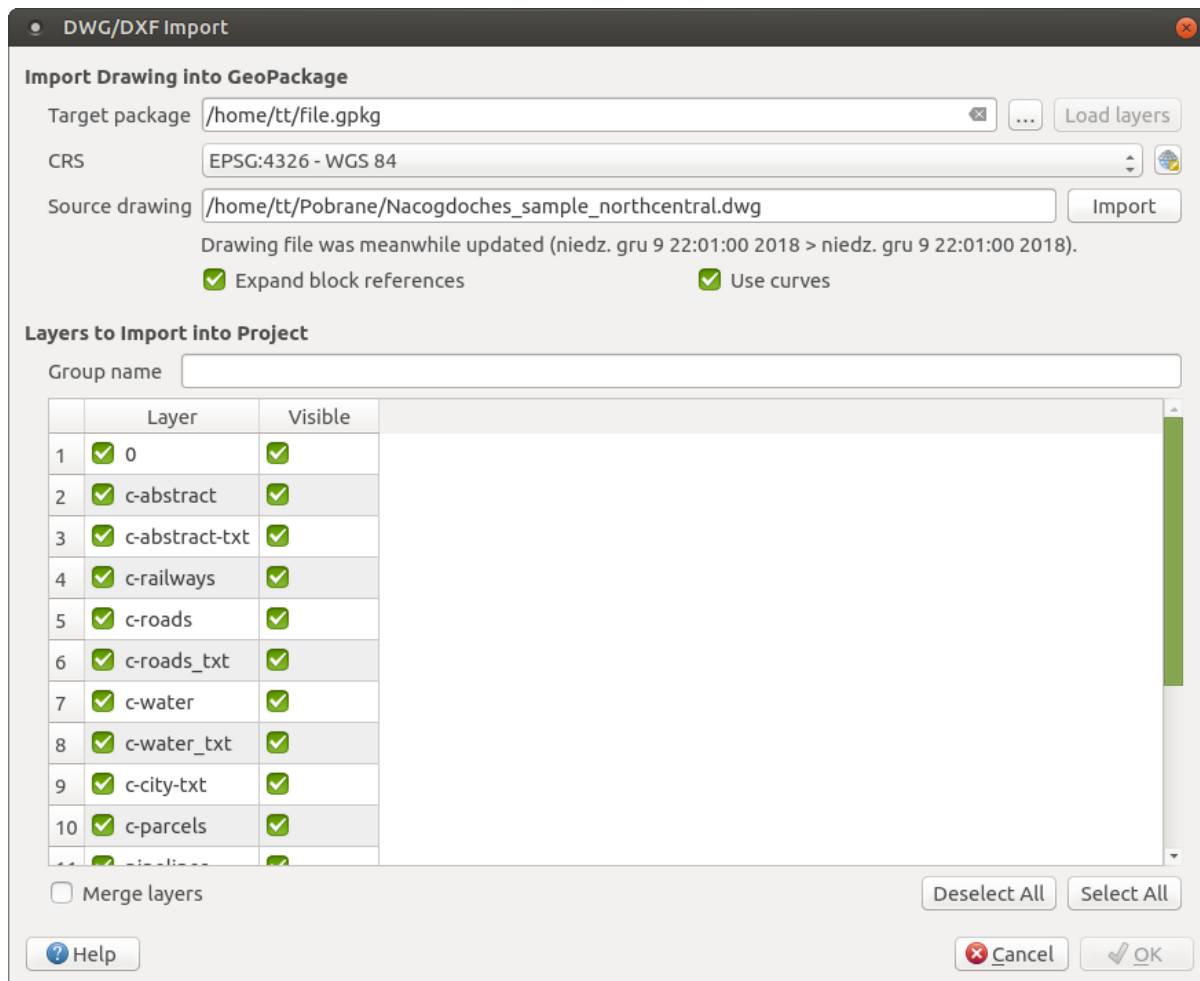 DWG/DXF Import
Import Drawing into GeoPackage
Target package /home/tt/file.gpkg ... Load layers
CRS EPSG:4326 - WGS 84
Source drawing /home/tt/Pobrane/Nacogdoches_sample_northcentral.dwg Import
Drawing file was meanwhile updated (niedz. gru 9 22:01:00 2018 > niedz. gru 9 22:01:00 2018).
Expand block references Use curves
Layers to Import into Project
Group name
Layer Visible
1 0
2 c-abstract
3 c-abstract-txt
4 c-railways
5 c-roads
6 c-roads_txt
7 c-water
8 c-water_txt
9 c-city-txt
10 c-parcels
Merge layers Deselect All Select All
Help Cancel OK